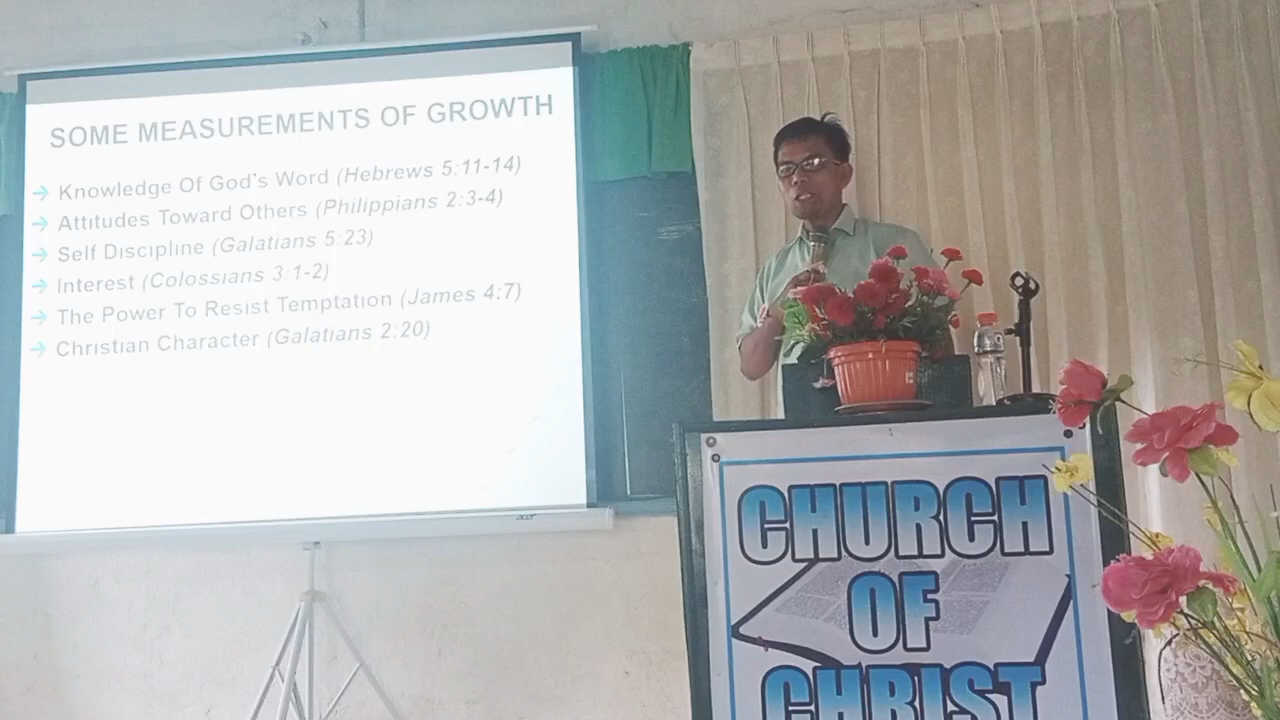 SOME MEASUREMENTS OF GROWTH
Knowledge Of God's Word (Hebrews 5:11-14)
Attitudes Toward Others (Philippians 2:3-4)
Self Discipline (Galatians 5:23)
Interest (Colossians 3:1-2)
The Power To Resist Temptation (James 4:7)
Christian Character (Galatians 2:20)
acer
CHURCH
OF
CHRIST